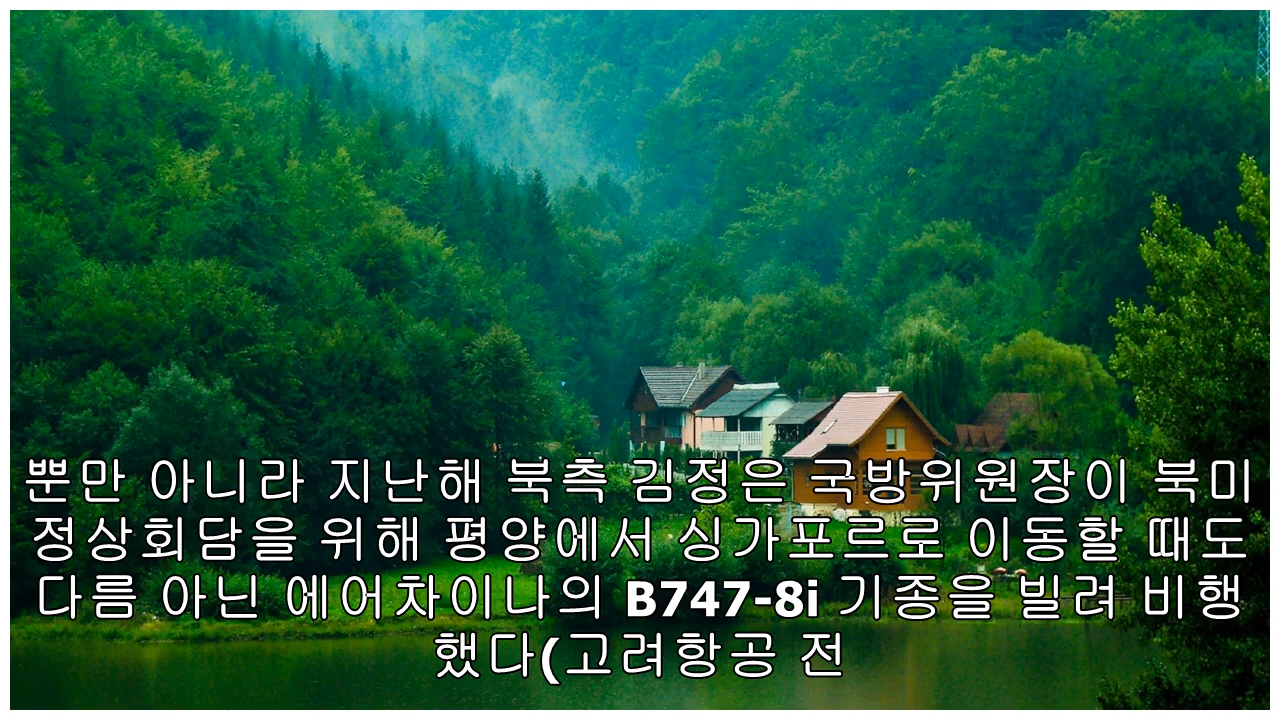 뿐만 아니라 지난해 북측 김정은 국방위원장이 북미
정상회담을 위해 평양에서 싱가포르로 이동할 때도
다름 아닌 에어차이나의 B747-8i 기종을 빌려 비행
했다(고려항공 전